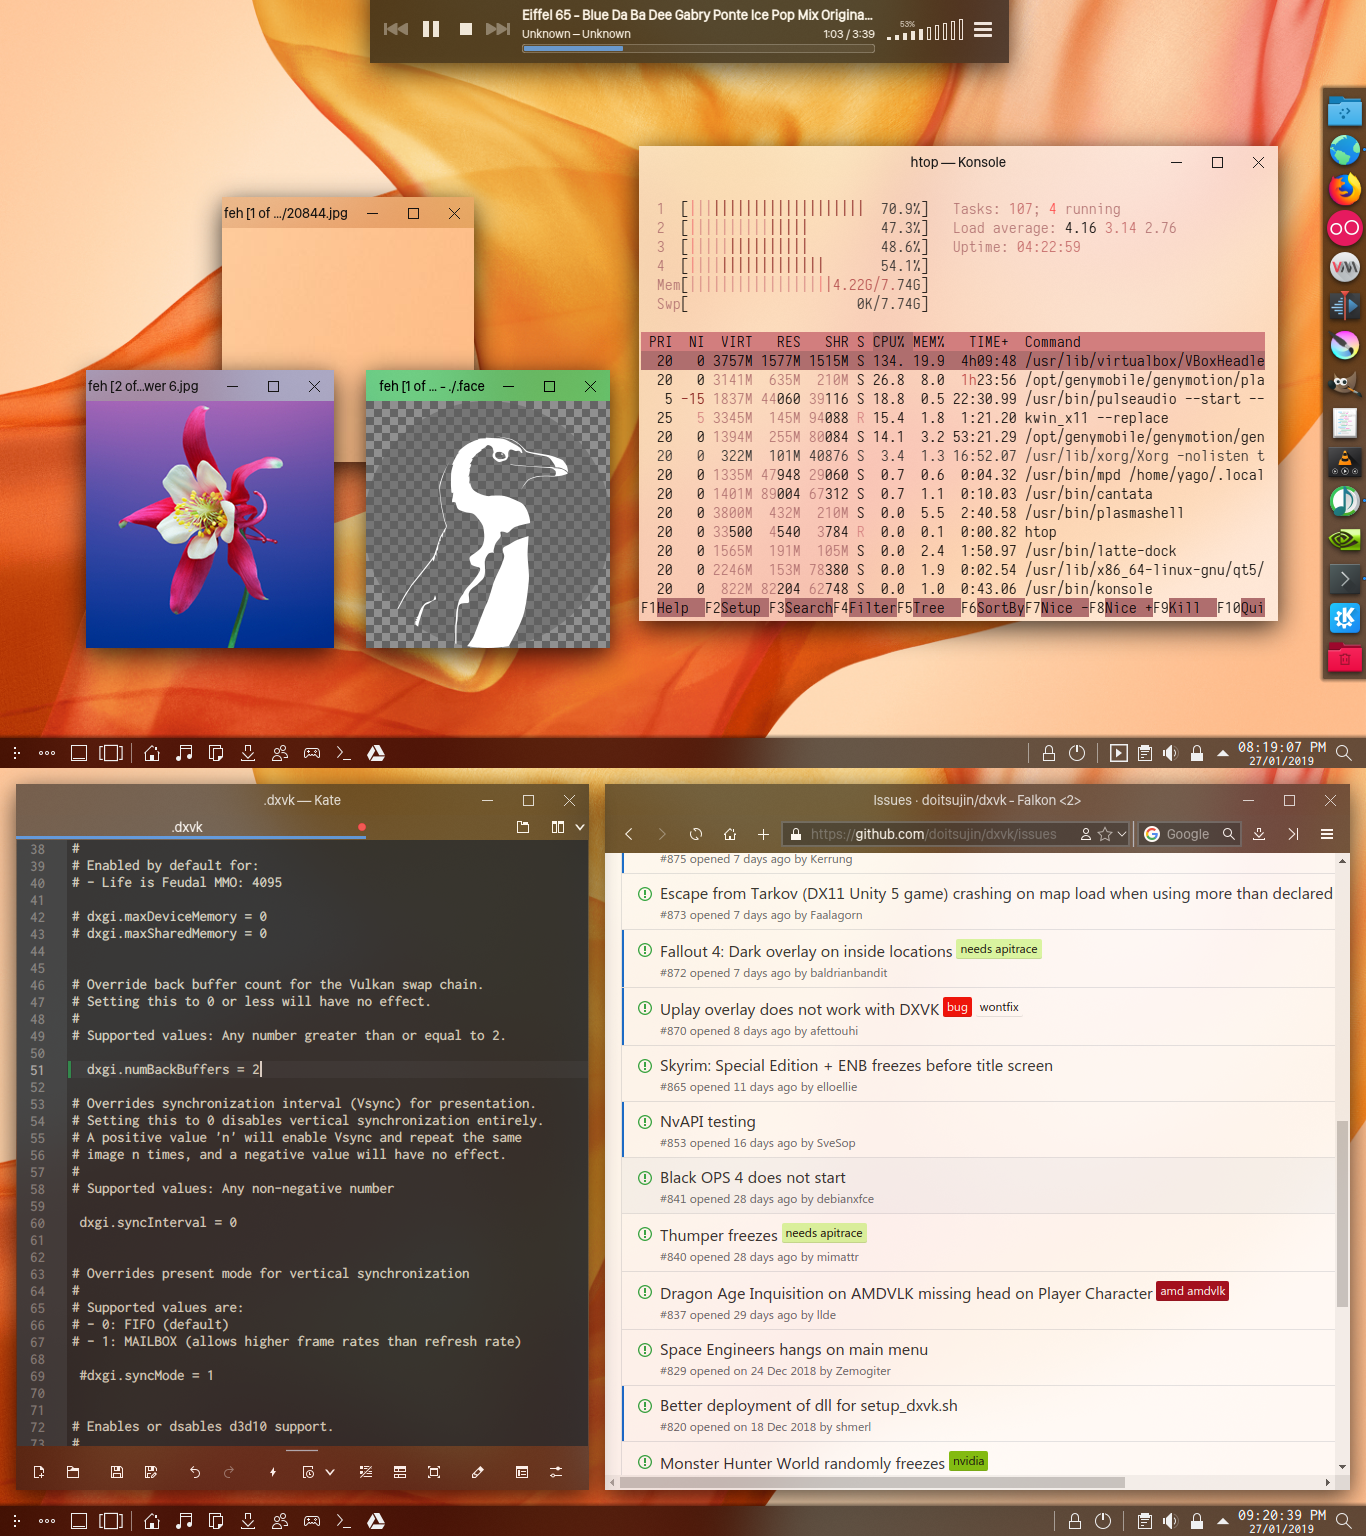 Eiffel 65 - Blue Da Ba Dee Gabry Ponte Ice Pop Mix Origina...
Unknown – Unknown
1:03 / 3:39
53%
feh [1 of .../20844.jpg
feh [2 of...wer 6.jpg
feh [1 of ... - ./.face
htop — Konsole
1 [ 70.9%] Tasks: 107; 4 running
2 [ 47.3%] Load average: 4.16 3.14 2.76
3 [ 48.6%] Uptime: 04:22:59
4 [ 54.1%]
Mem[ 4.22G/7.74G]
Swp[ 0K/7.74G]
PRI NI VIRT RES SHR S CPU% MEM% TIME+ Command
20 0 3757M 1577M 1515M S 134. 19.9 4h09:48 /usr/lib/virtualbox/VBoxHeadle
20 0 3141M 635M 210M S 26.8 8.0 1h23:56 /opt/genymobile/genymotion/pla
5 -15 1837M 44060 39116 S 18.8 0.5 22:30.99 /usr/bin/pulseaudio --start --
25 5 3345M 145M 94088 R 15.4 1.8 1:21.20 kwin_x11 --replace
20 0 1394M 255M 80084 S 14.1 3.2 53:21.29 /opt/genymobile/genymotion/gen
20 0 322M 101M 40876 S 3.4 1.3 16:52.07 /usr/lib/xorg/Xorg -nolisten t
20 0 1335M 47948 29060 S 0.7 0.6 0:04.32 /usr/bin/mpd /home/yago/.local
20 0 1401M 89004 67312 S 0.7 1.1 0:10.03 /usr/bin/cantata
20 0 3800M 432M 210M S 0.0 5.5 2:40.58 /usr/bin/plasmashell
20 0 33500 4540 3784 R 0.0 0.1 0:00.82 htop
20 0 1565M 191M 105M S 0.0 2.4 1:50.97 /usr/bin/latte-dock
20 0 2246M 153M 78380 S 0.0 1.9 0:02.54 /usr/lib/x86_64-linux-gnu/qt5/
20 0 822M 82204 62748 S 0.0 1.0 0:43.06 /usr/bin/konsole
F1Help F2Setup F3SearchF4FilterF5Tree F6SortByF7Nice -F8Nice +F9Kill F10Qui
08:19:07 PM
27/01/2019
.dxvk — Kate
.dxvk
38 #
39 # Enabled by default for:
40 # - Life is Feudal MMO: 4095
41
42 # dxgi.maxDeviceMemory = 0
43 # dxgi.maxSharedMemory = 0
44
45
46 # Override back buffer count for the Vulkan swap chain.
47 # Setting this to 0 or less will have no effect.
48 #
49 # Supported values: Any number greater than or equal to 2.
50
51 dxgi.numBackBuffers = 2
52
53 # Overrides synchronization interval (Vsync) for presentation.
54 # Setting this to 0 disables vertical synchronization entirely.
55 # A positive value 'n' will enable Vsync and repeat the same
56 # image n times, and a negative value will have no effect.
57 #
58 # Supported values: Any non-negative number
59
60 dxgi.syncInterval = 0
61
62
63 # Overrides present mode for vertical synchronization
64 #
65 # Supported values are:
66 # - 0: FIFO (default)
67 # - 1: MAILBOX (allows higher frame rates than refresh rate)
68
69 #dxgi.syncMode = 1
70
71
72 # Enables or dsables d3d10 support.
73 #
Issues · doitsujin/dxvk - Falkon <2>
https://github.com/doitsujin/dxvk/issues
Google
#875 opened 7 days ago by Kerrung
Escape from Tarkov (DX11 Unity 5 game) crashing on map load when using more than declared
#873 opened 7 days ago by Faalagorn
Fallout 4: Dark overlay on inside locations needs apitrace
#872 opened 7 days ago by baldrianbandit
Uplay overlay does not work with DXVK bug wontfix
#870 opened 8 days ago by afettouhi
Skyrim: Special Edition + ENB freezes before title screen
#865 opened 11 days ago by elloellie
NvAPI testing
#853 opened 16 days ago by SveSop
Black OPS 4 does not start
#841 opened 28 days ago by debianxfce
Thumper freezes needs apitrace
#840 opened 28 days ago by mimattr
Dragon Age Inquisition on AMDVLK missing head on Player Character amd amdvlk
#837 opened 29 days ago by llde
Space Engineers hangs on main menu
#829 opened on 24 Dec 2018 by Zemogiter
Better deployment of dll for setup_dxvk.sh
#820 opened on 18 Dec 2018 by shmerl
Monster Hunter World randomly freezes nvidia
09:20:39 PM
27/01/2019